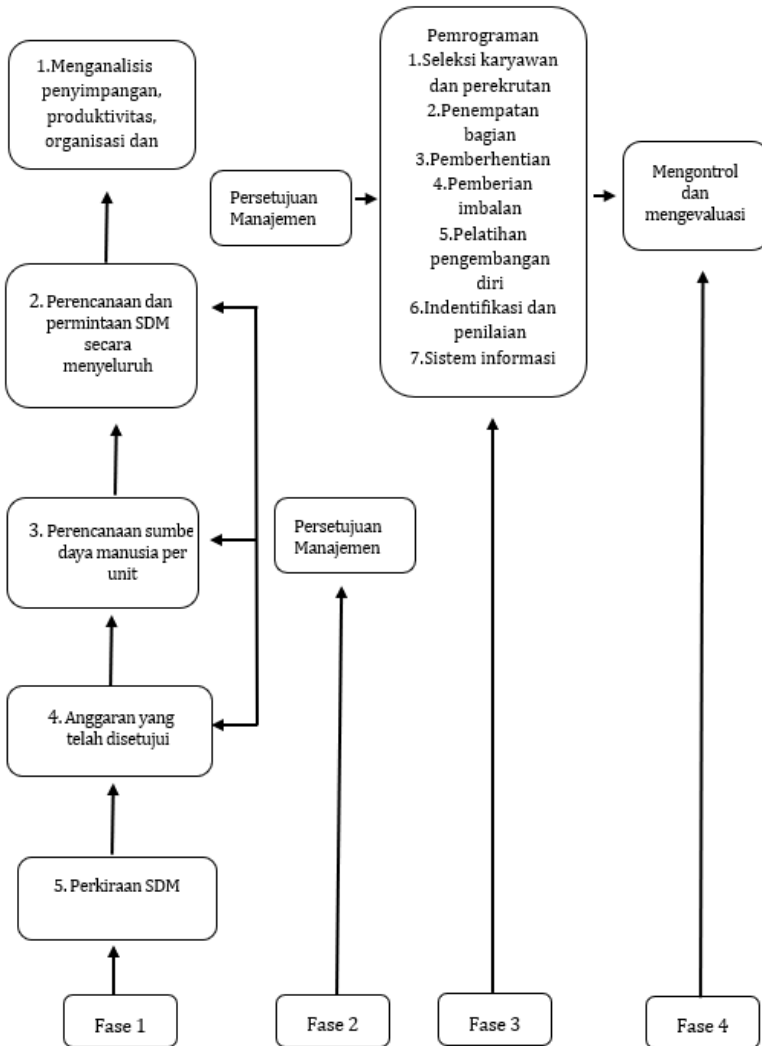 1.Menganalisis
penyimpangan,
produktivitas,
organisasi dan
2. Perencanaan dan
permintaan SDM
secara
menyeluruh
3. Perencanaan sumbe
daya manusia per
unit
4. Anggaran yang
telah disetujui
5. Perkiraan SDM
Fase 1
Persetujuan
Manajemen
Persetujuan
Manajemen
Fase 2
Pemrograman
1.Seleksi karyawan
dan perekrutan
2.Penempatan
bagian
3.Pemberhentian
4.Pemberian
imbalan
5.Pelatihan
pengembangan
diri
6.Indentifikasi dan
penilaian
7.Sistem informasi
Fase 3
Mengontrol
dan
mengevaluasi
Fase 4